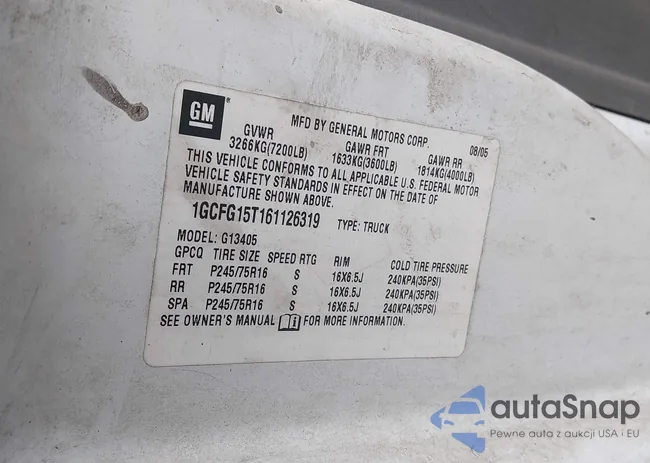 GM
MFD BY GENERAL MOTORS CORP. 08/05
GVWR GAWR FRT GAWR RR
3266KG(7200LB) 1633KG(3600LB) 1814KG(4000LB)
THIS VEHICLE CONFORMS TO ALL APPLICABLE U.S. FEDERAL MOTOR
VEHICLE SAFETY STANDARDS IN EFFECT ON THE DATE OF
MANUFACTURE SHOWN ABOVE.
1GCFG15T161126319 TYPE: TRUCK
MODEL: G13405
GPCQ TIRE SIZE SPEED RTG RIM COLD TIRE PRESSURE
FRT P245/75R16 S 16X6.5J 240KPA(35PSI)
RR P245/75R16 S 16X6.5J 240KPA(35PSI)
SPA P245/75R16 S 16X6.5J 240KPA(35PSI)
SEE OWNER'S MANUAL FOR MORE INFORMATION.
autaSnap
Pewne auta z aukcji USA i EU